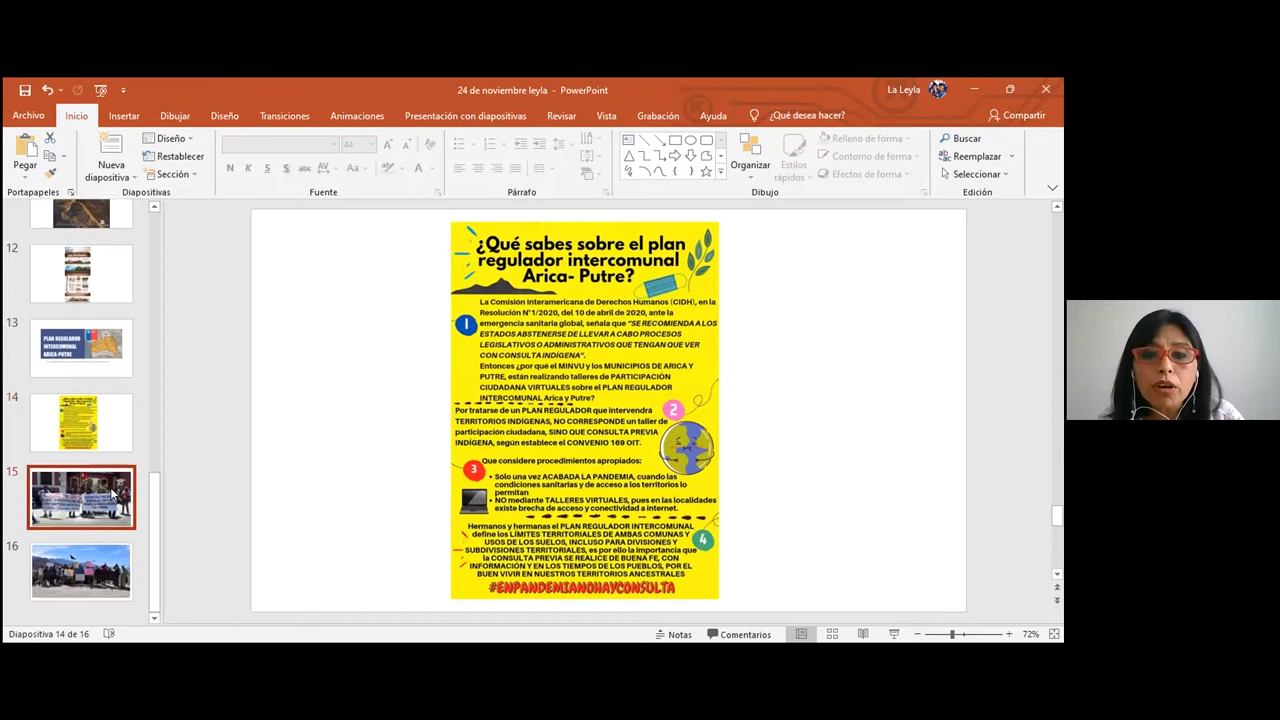 24 de noviembre leyla - PowerPoint
La Leyla
Archivo
Inicio
Insertar
Dibujar
Diseño
Transiciones
Animaciones
Presentación con diapositivas
Revisar
Vista
Grabación
Ayuda
¿Qué desea hacer?
Compartir
Pegar
Nueva
diapositiva
Diseño
Restablecer
Sección
44
N
K
S
S
abc
AV
Aa
A
Organizar
Estilos
rápidos
Relleno de forma
Contorno de forma
Efectos de forma
Buscar
Reemplazar
Seleccionar
Portapapeles
Diapositivas
Fuente
Párrafo
Dibujo
Edición
12
13
PLAN REGULADOR
INTERCOMUNAL
ARICA-PUTRE
14
15
16
¿Qué sabes sobre el plan
regulador intercomunal
Arica- Putre?
1
La Comisión Interamericana de Derechos Humanos (CIDH), en la
Resolución N°1/2020, del 10 de abril de 2020, ante la
emergencia sanitaria global, señala que "SE RECOMIENDA A LOS
ESTADOS ABSTENERSE DE LLEVAR A CABO PROCESOS
LEGISLATIVOS O ADMINISTRATIVOS QUE TENGAN QUE VER
CON CONSULTA INDÍGENA".
Entonces ¿por qué el MINVU y los MUNICIPIOS DE ARICA Y
PUTRE, están realizando talleres de PARTICIPACIÓN
CIUDADANA VIRTUALES sobre el PLAN REGULADOR
INTERCOMUNAL Arica y Putre?
2
Por tratarse de un PLAN REGULADOR que intervendrá
TERRITORIOS INDÍGENAS, NO CORRESPONDE un taller de
participación ciudadana, SINO QUE CONSULTA PREVIA
INDÍGENA, según establece el CONVENIO 169 OIT.
3
Que considere procedimientos apropiados:
• Sólo una vez ACABADA LA PANDEMIA, cuando las
condiciones sanitarias y de acceso a los territorios lo
permitan
• NO mediante TALLERES VIRTUALES, pues en las localidades
existe brecha de acceso y conectividad a internet.
4
Hermanos y hermanas el PLAN REGULADOR INTERCOMUNAL
define los LÍMITES TERRITORIALES DE AMBAS COMUNAS Y
USOS DE LOS SUELOS, INCLUSO PARA DIVISIONES Y
SUBDIVISIONES TERRITORIALES, es por ello la importancia que
la CONSULTA PREVIA SE REALICE DE BUENA FE, CON
INFORMACIÓN Y EN LOS TIEMPOS DE LOS PUEBLOS, POR EL
BUEN VIVIR EN NUESTROS TERRITORIOS ANCESTRALES
#ENPANDEMIANOHAYCONSULTA
Diapositiva 14 de 16
Notas
Comentarios
72%